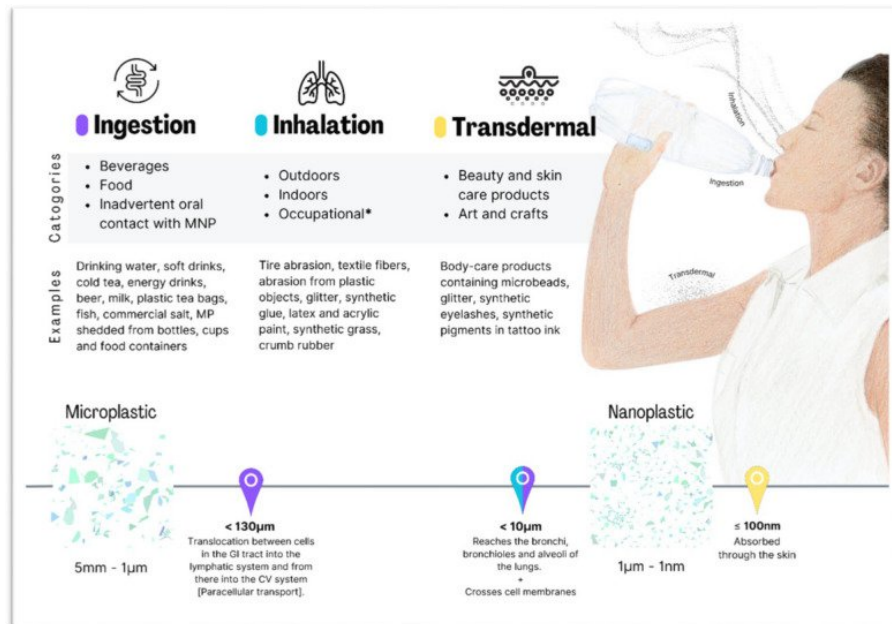 Ingestion
Inhalation
Transdermal
Catogories
• Beverages
• Food
• Inadvertent oral
contact with MNP
• Outdoors
• Indoors
• Occupational*
• Beauty and skin
care products
• Art and crafts
Examples
Drinking water, soft drinks,
cold tea, energy drinks,
beer, milk, plastic tea bags,
fish, commercial salt, MP
shedded from bottles, cups
and food containers
Tire abrasion, textile fibers,
abrasion from plastic
objects, glitter, synthetic
glue, latex and acrylic
paint, synthetic grass,
crumb rubber
Body-care products
containing microbeads,
glitter, synthetic
eyelashes, synthetic
pigments in tattoo ink
Inhalation
Ingestion
Transdermal
Microplastic
5mm - 1μm
< 130μm
Translocation between cells
in the GI tract into the
lymphatic system and from
there into the CV system
[Paracellular transport].
< 10μm
Reaches the bronchi,
bronchioies and alveoli of
the lungs.
+
Crosses cell membranes
Nanoplastic
1μm - 1nm
≤ 100nm
Absorbed
through the skin